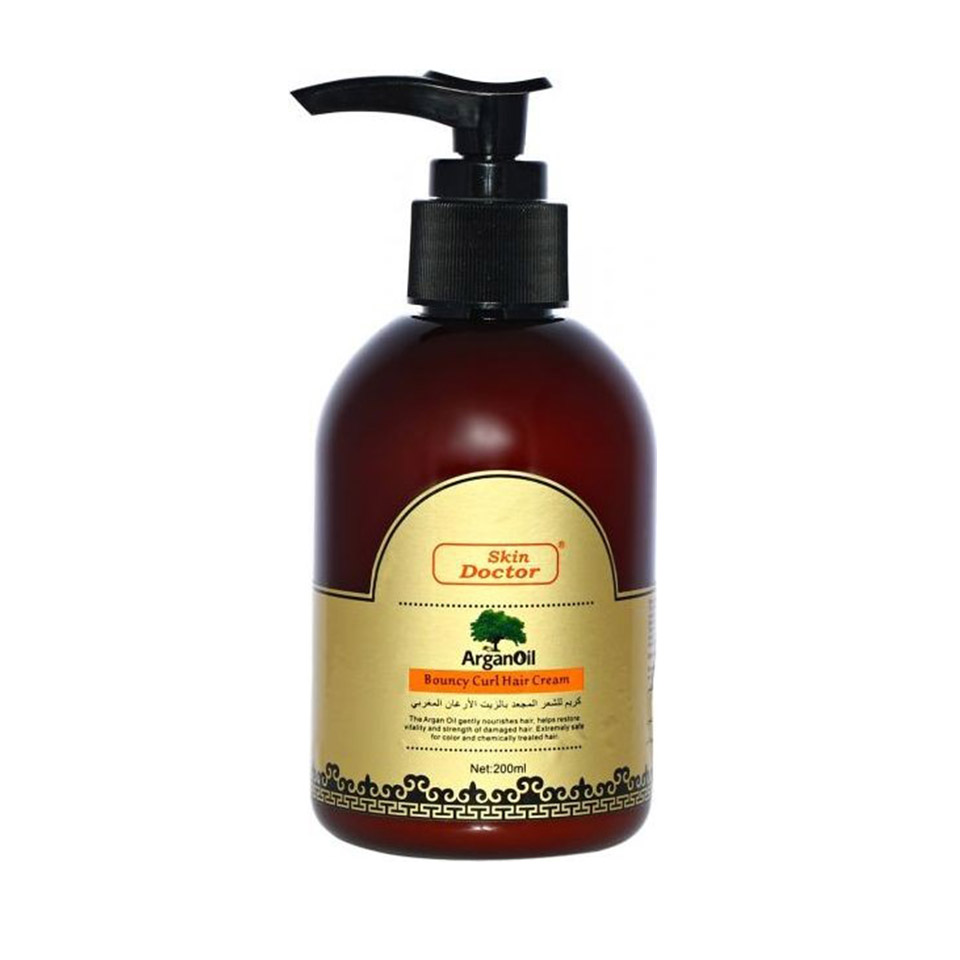 Skin
Doctor®
ArganOil
Bouncy Curl Hair Cream
كريم للشعر المجعد بالزيت الأرغان المغربي
The Argan Oil gently nourishes hair, helps restore
vitality and strength of damaged hair. Extremely safe
for color and chemically treated hair.
Net:200ml